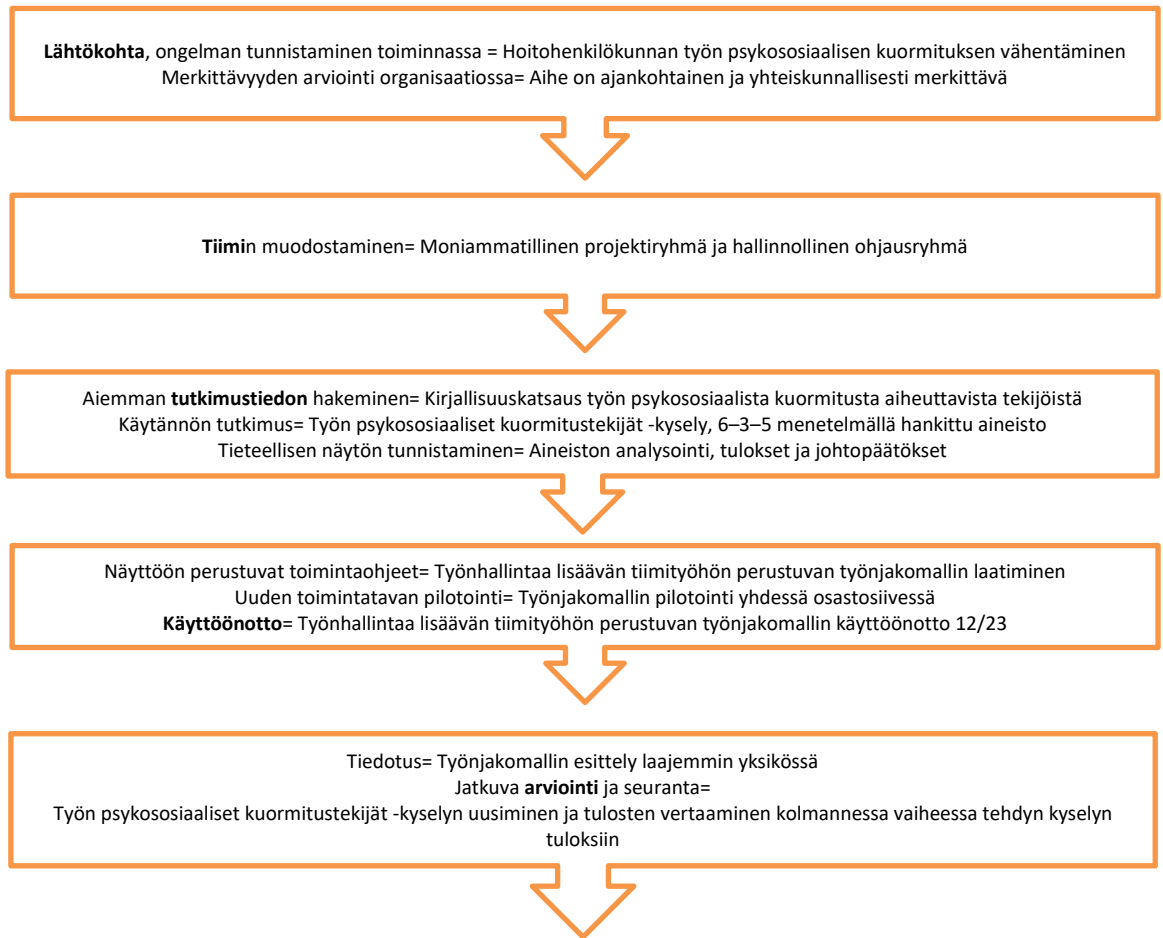 Lähtökohta, ongelman tunnistaminen toiminnassa = Hoitohenkilökunnan työn psykososiaalisen kuormituksen vähentäminen
Merkittävyyden arviointi organisaatiossa= Aihe on ajankohtainen ja yhteiskunnallisesti merkittävä
Tiimin muodostaminen= Moniammatillinen projektiryhmä ja hallinnollinen ohjausryhmä
Aiemman tutkimustiedon hakeminen= Kirjallisuuskatsaus työn psykososiaalista kuormitusta aiheuttavista tekijöistä
Käytännön tutkimus= Työn psykososiaaliset kuormitustekijät -kysely, 6–3–5 menetelmällä hankittu aineisto
Tieteellisen näytön tunnistaminen= Aineiston analysointi, tulokset ja johtopäätökset
Näyttöön perustuvat toimintaohjeet= Työnhallintaa lisäävän tiimityöhön perustuvan työnjakomallin laatiminen
Uuden toimintatavan pilotointi= Työnjakomallin pilotointi yhdessä osastosiivessä
Käyttöönotto= Työnhallintaa lisäävän tiimityöhön perustuvan työnjakomallin käyttöönotto 12/23
Tiedotus= Työnjakomallin esittely laajemmin yksikössä
Jatkuva arviointi ja seuranta=
Työn psykososiaaliset kuormitustekijät -kyselyn uusiminen ja tulosten vertaaminen kolmannessa vaiheessa tehdyn kyselyn
tuloksiin